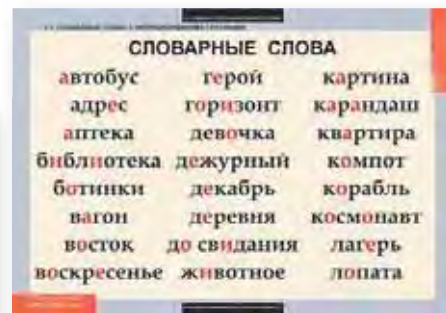 СЛОВАРНЫЕ СЛОВА
автобус герой картина
адрес горизонт карандаш
аптека девочка квартира
библиотека дежурный компот
ботинки декабрь корабль
вагон деревня космонавт
восток до свидания лагерь
воскресенье животное лопата